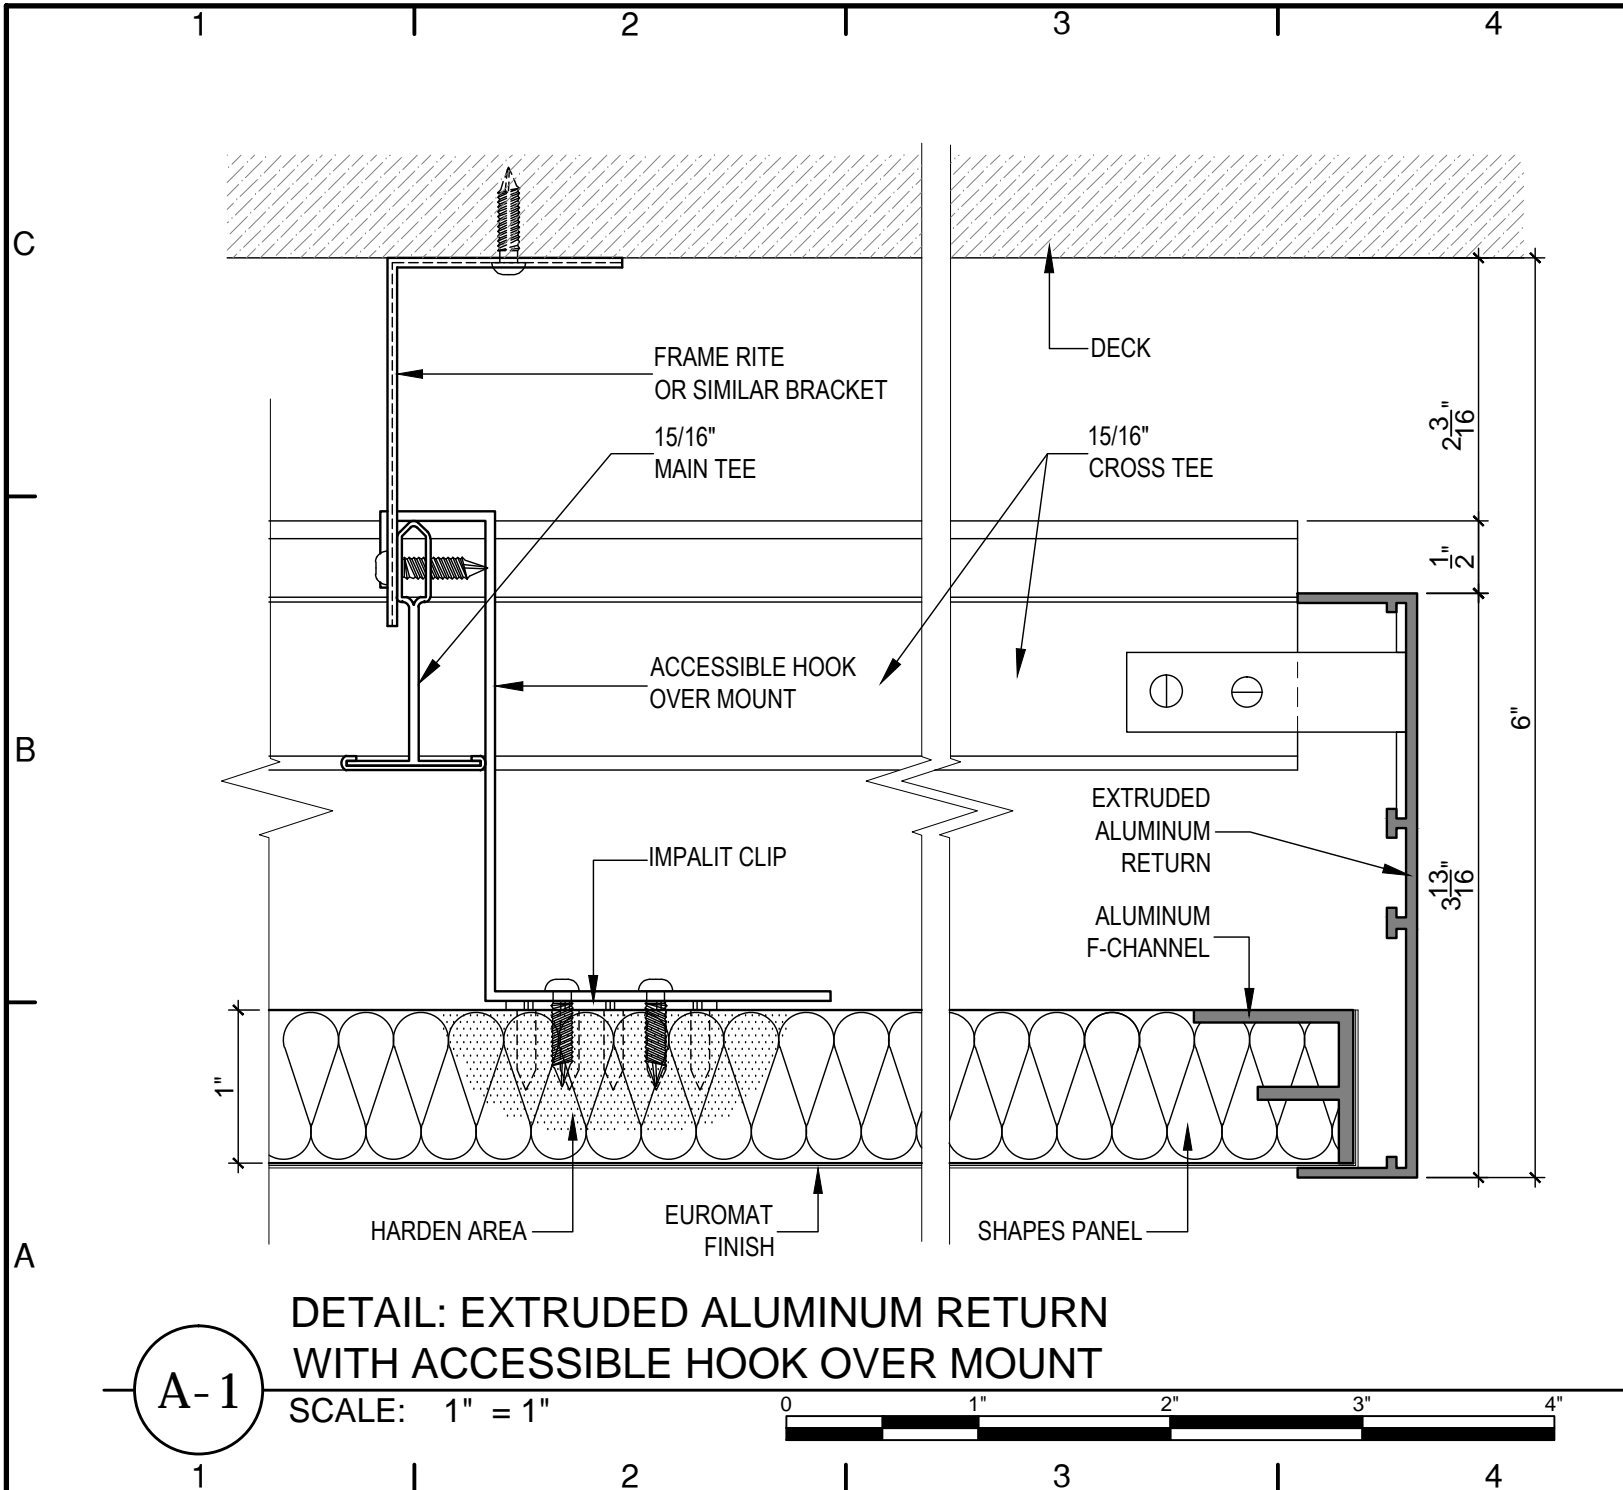 1 2 3 4
C
FRAME RITE
OR SIMILAR BRACKET
DECK
15/16"
MAIN TEE
15/16"
CROSS TEE
2 3/16"
1/2"
ACCESSIBLE HOOK
OVER MOUNT
6"
B
EXTRUDED
ALUMINUM
RETURN
IMPALIT CLIP
3 13/16"
ALUMINUM
F-CHANNEL
1"
HARDEN AREA
EUROMAT
FINISH
SHAPES PANEL
A
DETAIL: EXTRUDED ALUMINUM RETURN
WITH ACCESSIBLE HOOK OVER MOUNT
A-1
SCALE: 1" = 1"
0 1" 2" 3" 4"
1 2 3 4